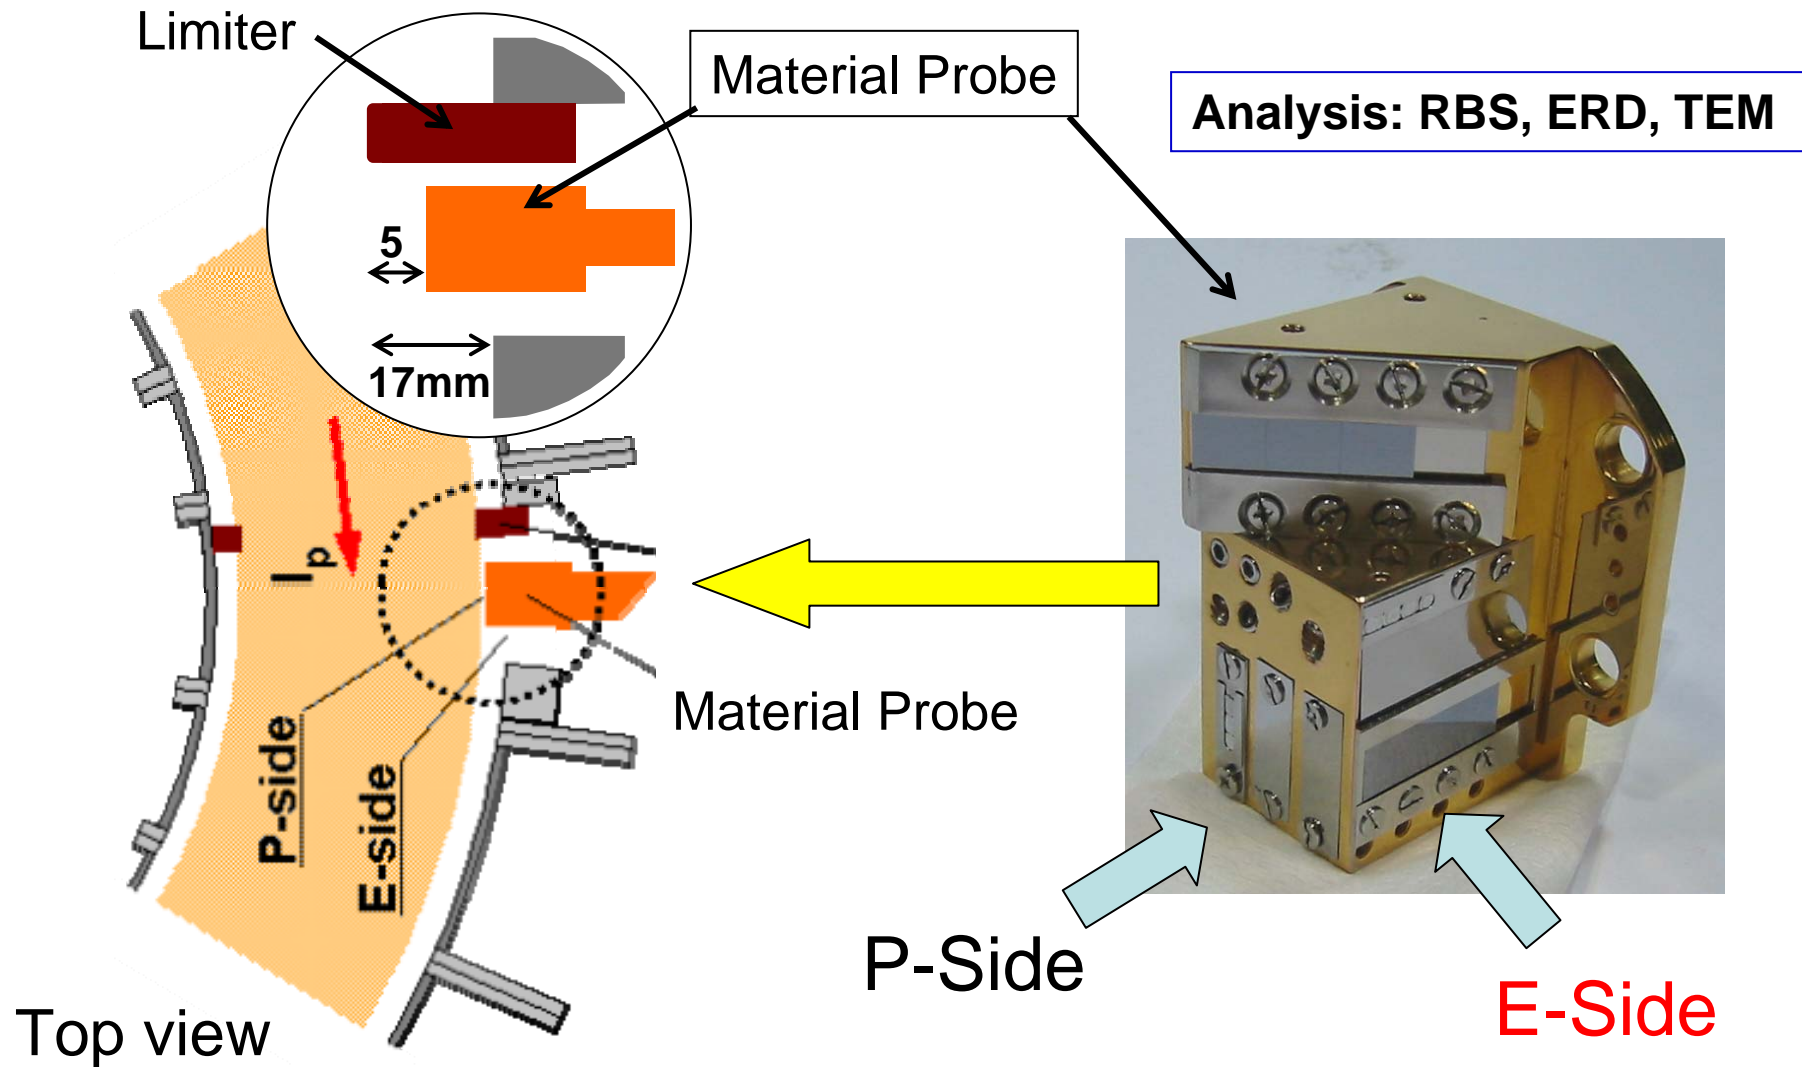 Limiter
Material Probe
Analysis: RBS, ERD, TEM
5
17mm
Ip
P-side
E-side
Material Probe
P-Side
E-Side
Top view